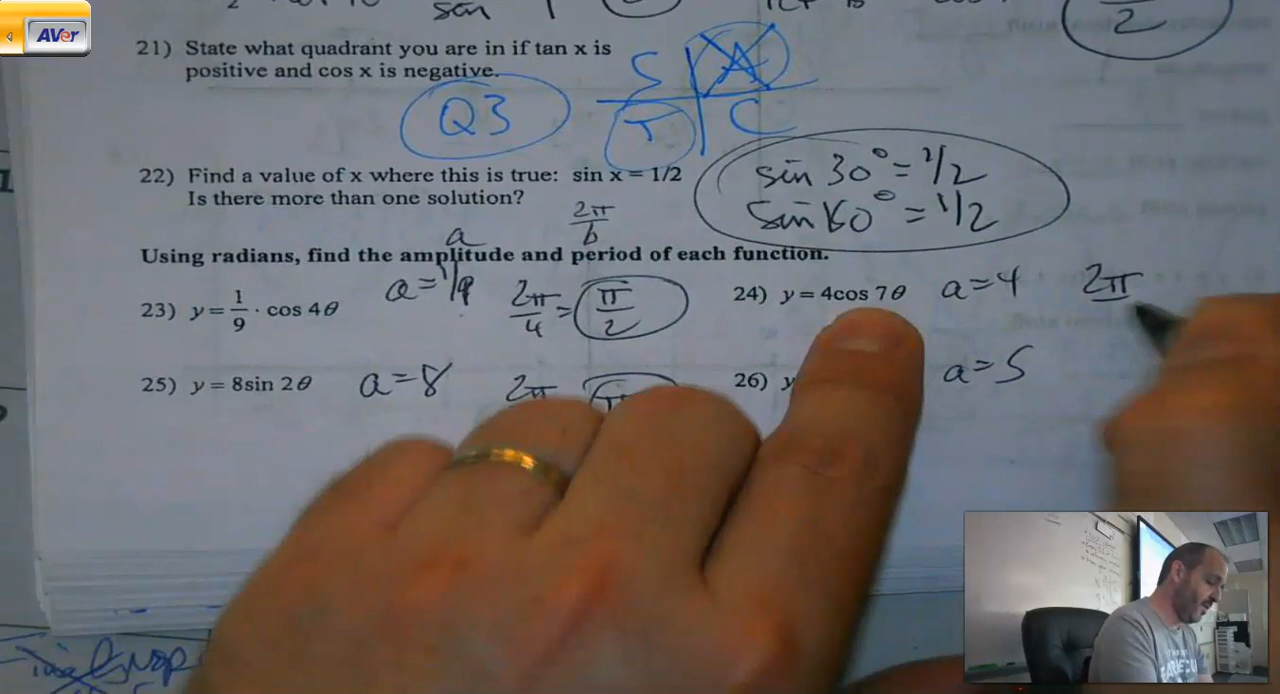 AVer
sin
2
21) State what quadrant you are in if tan x is
positive and cos x is negative.
Q3
S A
T C
22) Find a value of x where this is true: sin x = 1/2
Is there more than one solution?
sin 30° = 1/2
sin 150° = 1/2
a
2π/b
Using radians, find the amplitude and period of each function.
23) y = 1/9 · cos 4θ a = 1/9 2π/4 = π/2
24) y = 4cos 7θ a = 4 2π
25) y = 8sin 2θ a = 8 2π
26) y a = 5